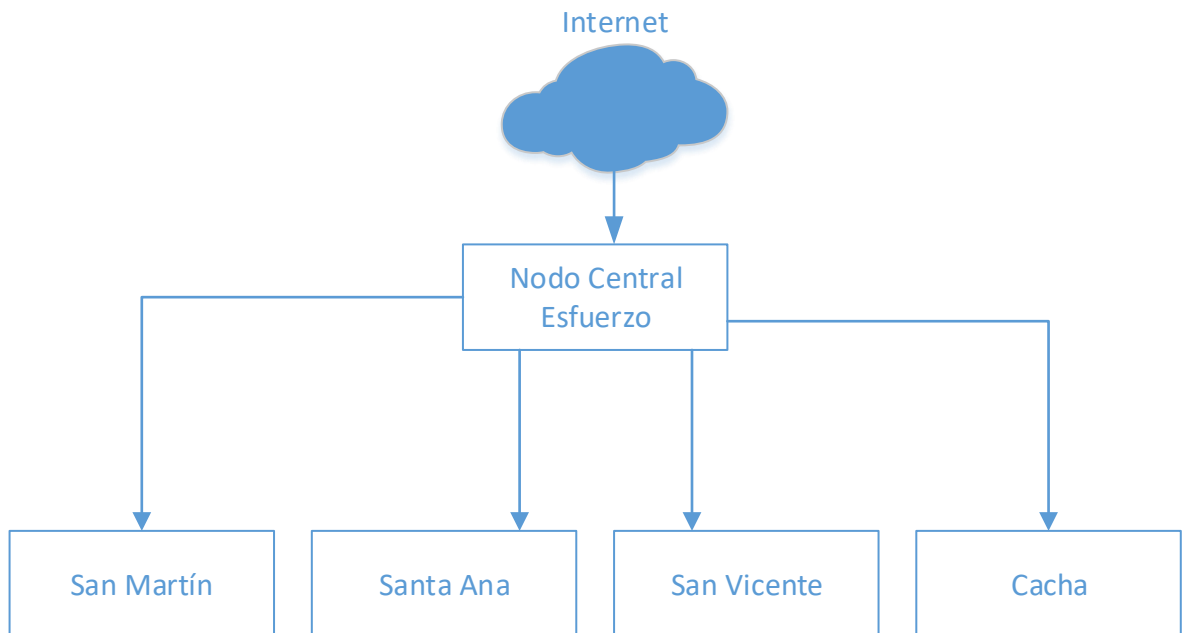 Internet
Nodo Central
Esfuerzo
San Martín
Santa Ana
San Vicente
Cacha